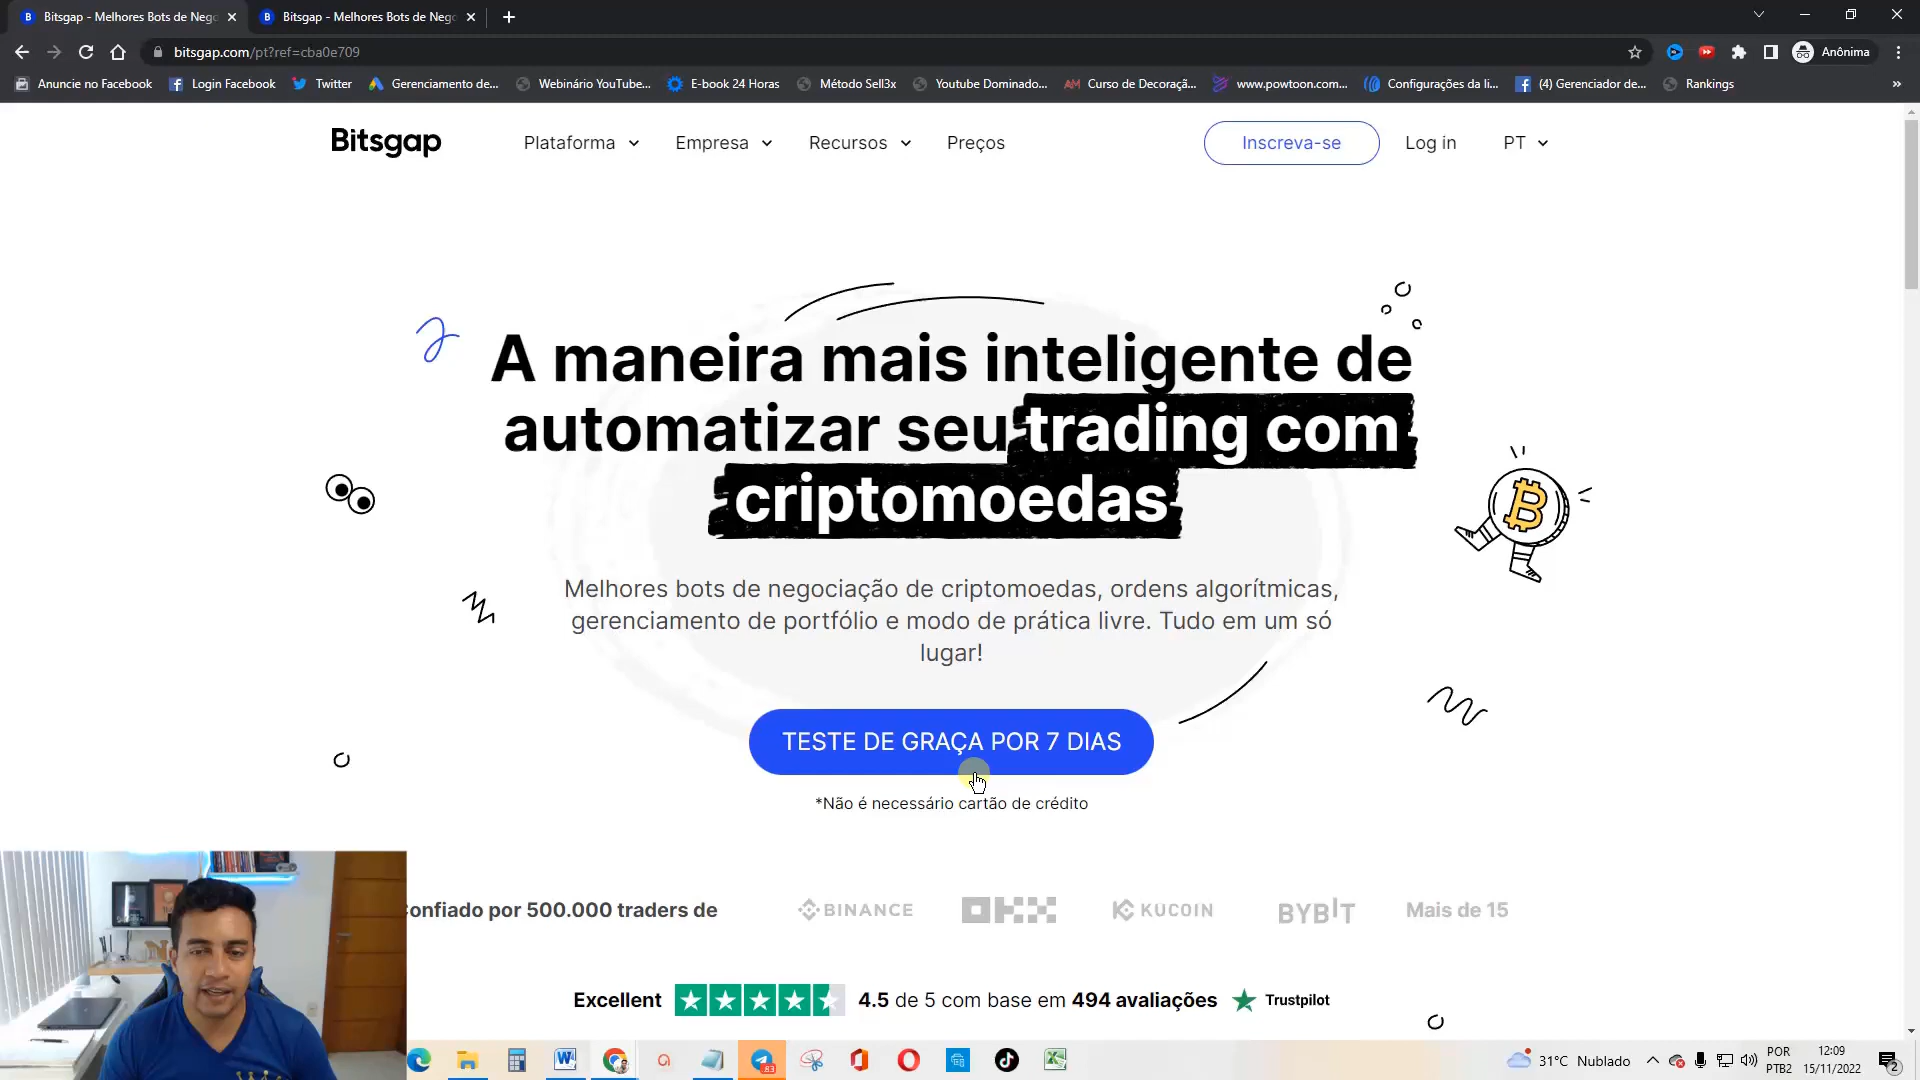 Bitsgap - Melhores Bots de Nego
Bitsgap - Melhores Bots de Nego
bitsgap.com/pt?ref=cba0e709
Anônima
Anuncie no Facebook
Login Facebook
Twitter
Gerenciamento de...
Webinário YouTube...
E-book 24 Horas
Método Sell3x
Youtube Dominado...
AM Curso de Decoraçã...
www.powtoon.com...
Configurações da li...
(4) Gerenciador de...
Rankings
»
Bitsgap
Plataforma
Empresa
Recursos
Preços
Inscreva-se
Log in
PT
A maneira mais inteligente de
automatizar seu trading com
criptomoedas
Melhores bots de negociação de criptomoedas, ordens algorítmicas,
gerenciamento de portfólio e modo de prática livre. Tudo em um só
lugar!
TESTE DE GRAÇA POR 7 DIAS
*Não é necessário cartão de crédito
onfiado por 500.000 traders de
BINANCE
OKX
KUCOIN
BYBIT
Mais de 15
Excellent
4.5 de 5 com base em 494 avaliações
Trustpilot
83
31°C Nublado
POR
PTB2
12:09
15/11/2022
2